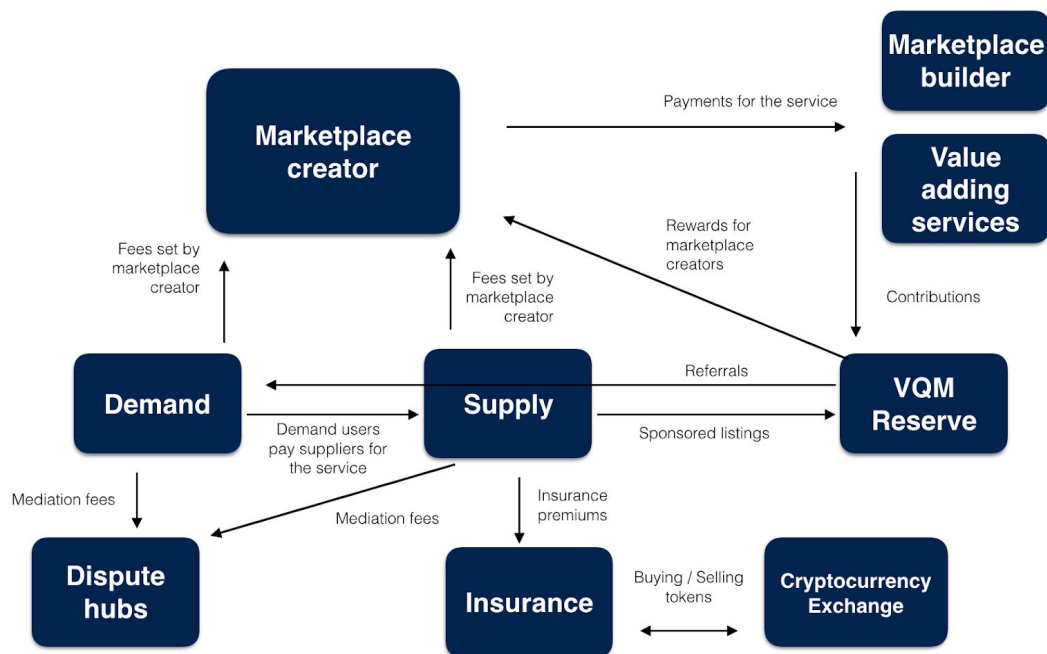 Marketplace
builder
Payments for the service
Marketplace
creator
Value
adding
services
Rewards for
marketplace
creators
Fees set by
marketplace
creator
Fees set by
marketplace
creator
Contributions
Referrals
Demand
Supply
VQM
Reserve
Demand users
pay suppliers for
the service
Sponsored listings
Mediation fees
Mediation fees
Insurance
premiums
Dispute
hubs
Insurance
Buying / Selling
tokens
Cryptocurrency
Exchange